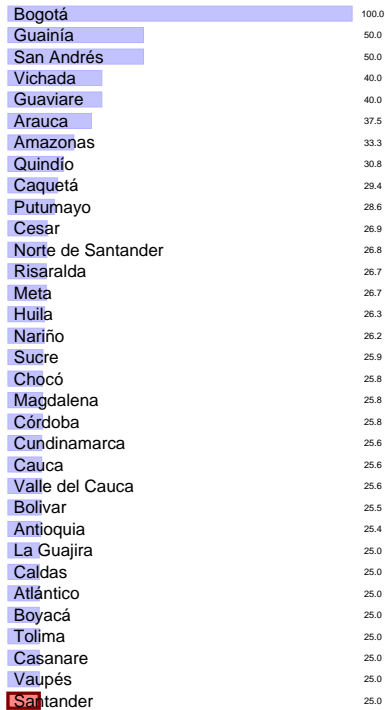 Bogotá 100.0
Guainía 50.0
San Andrés 50.0
Vichada 40.0
Guaviare 40.0
Arauca 37.5
Amazonas 33.3
Quindío 30.8
Caquetá 29.4
Putumayo 28.6
Cesar 26.9
Norte de Santander 26.8
Risaralda 26.7
Meta 26.7
Huila 26.3
Nariño 26.2
Sucre 25.9
Chocó 25.8
Magdalena 25.8
Córdoba 25.8
Cundinamarca 25.6
Cauca 25.6
Valle del Cauca 25.6
Bolivar 25.5
Antioquia 25.4
La Guajira 25.0
Caldas 25.0
Atlántico 25.0
Boyacá 25.0
Tolima 25.0
Casanare 25.0
Vaupés 25.0
Santander 25.0